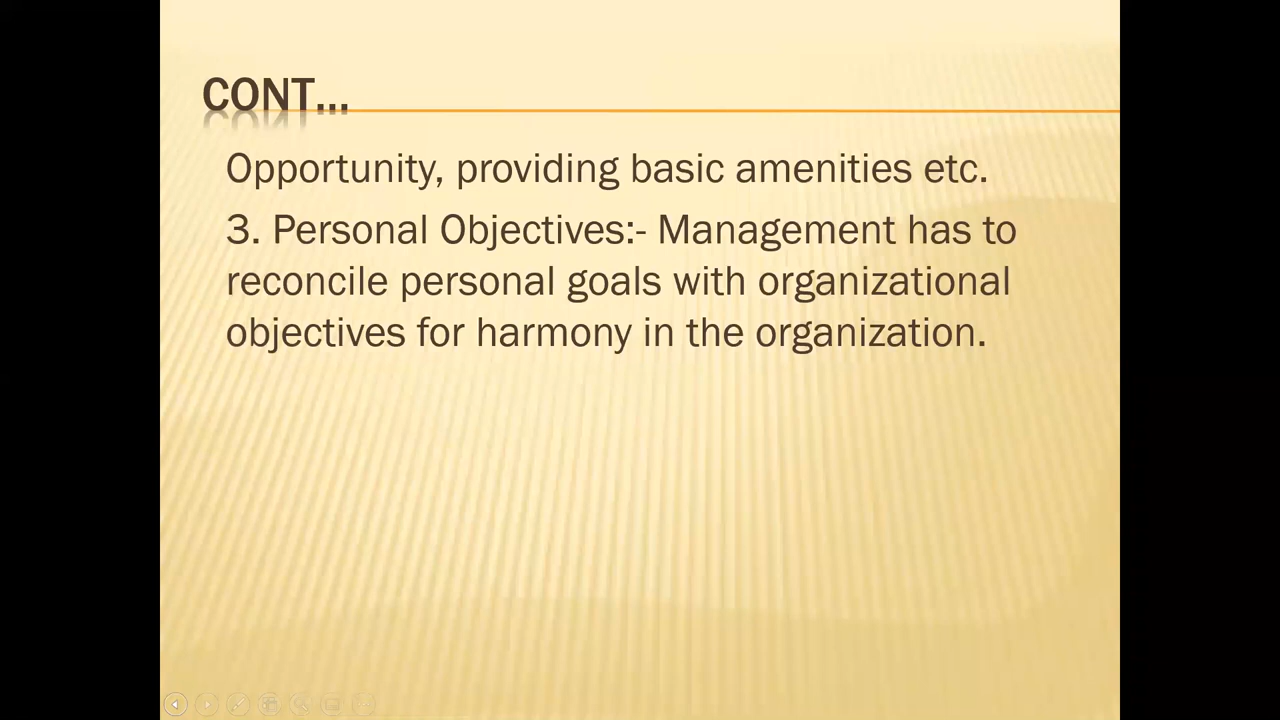 CONT...
Opportunity, providing basic amenities etc.
3. Personal Objectives:- Management has to
reconcile personal goals with organizational
objectives for harmony in the organization.